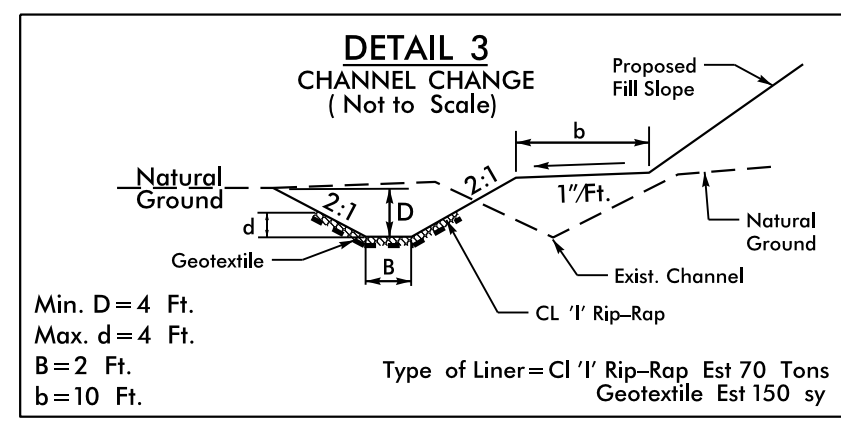 DETAIL 3
CHANNEL CHANGE
( Not to Scale)
Proposed
Fill Slope
b
Natural
Ground
2:1
2:1
1"/Ft.
D
d
Natural
Ground
Geotextile
B
Exist. Channel
CL 'I' Rip–Rap
Min. D=4 Ft.
Max. d=4 Ft.
B=2 Ft.
b=10 Ft.
Type of Liner=Cl 'I' Rip–Rap Est 70 Tons
Geotextile Est 150 sy